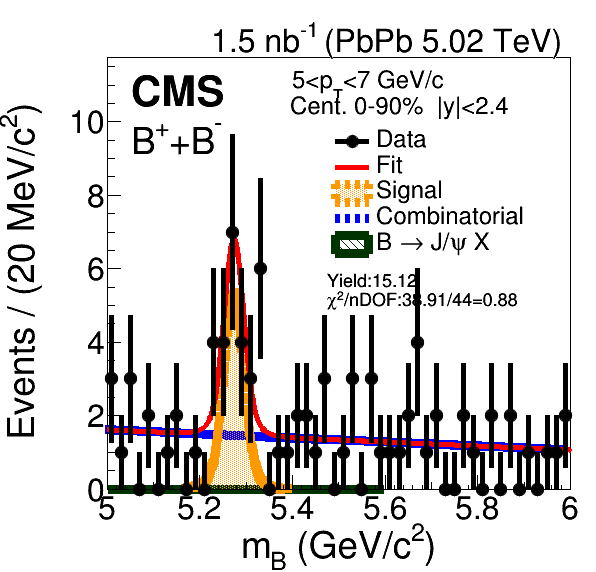 1.5 nb⁻¹ (PbPb 5.02 TeV)
CMS
B⁺+B⁻
5<p_T<7 GeV/c
Cent. 0-90% |y|<2.4
Data
Fit
Signal
Combinatorial
B → J/ψ X
Yield:15.12
χ²/nDOF:38.91/44=0.88
Events / (20 MeV/c²)
10
8
6
4
2
0
5 5.2 5.4 5.6 5.8 6
m_B (GeV/c²)